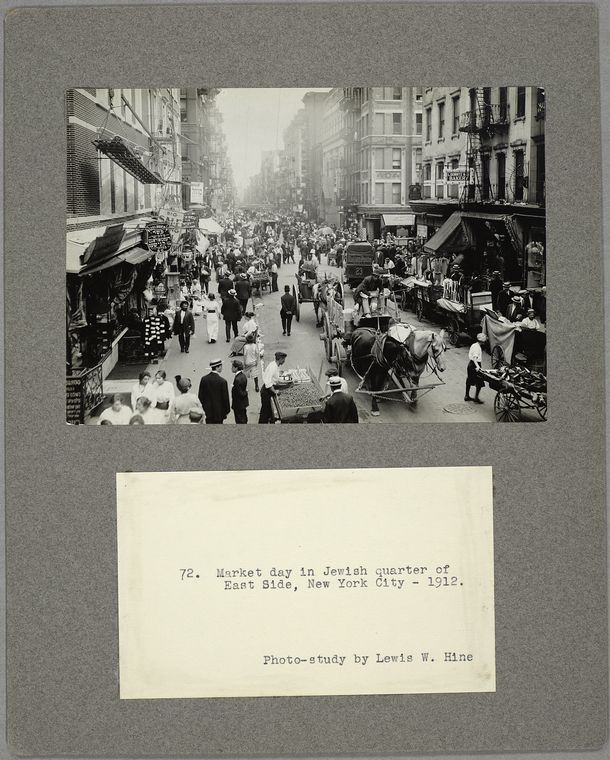 72. Market day in Jewish quarter of
East Side, New York City - 1912.
Photo-study by Lewis W. Hine